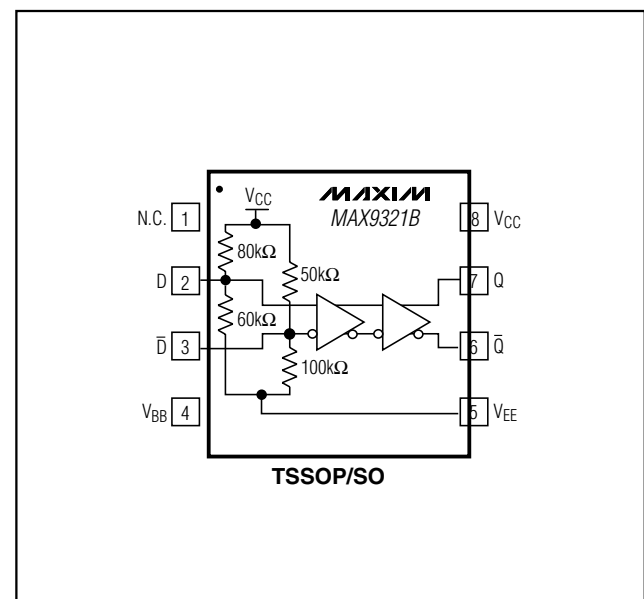 MAXIM
MAX9321B
VCC
N.C. 1
8 VCC
80kΩ
D 2
50kΩ
7 Q
60kΩ
D̅ 3
6 Q̅
100kΩ
VBB 4
5 VEE
TSSOP/SO